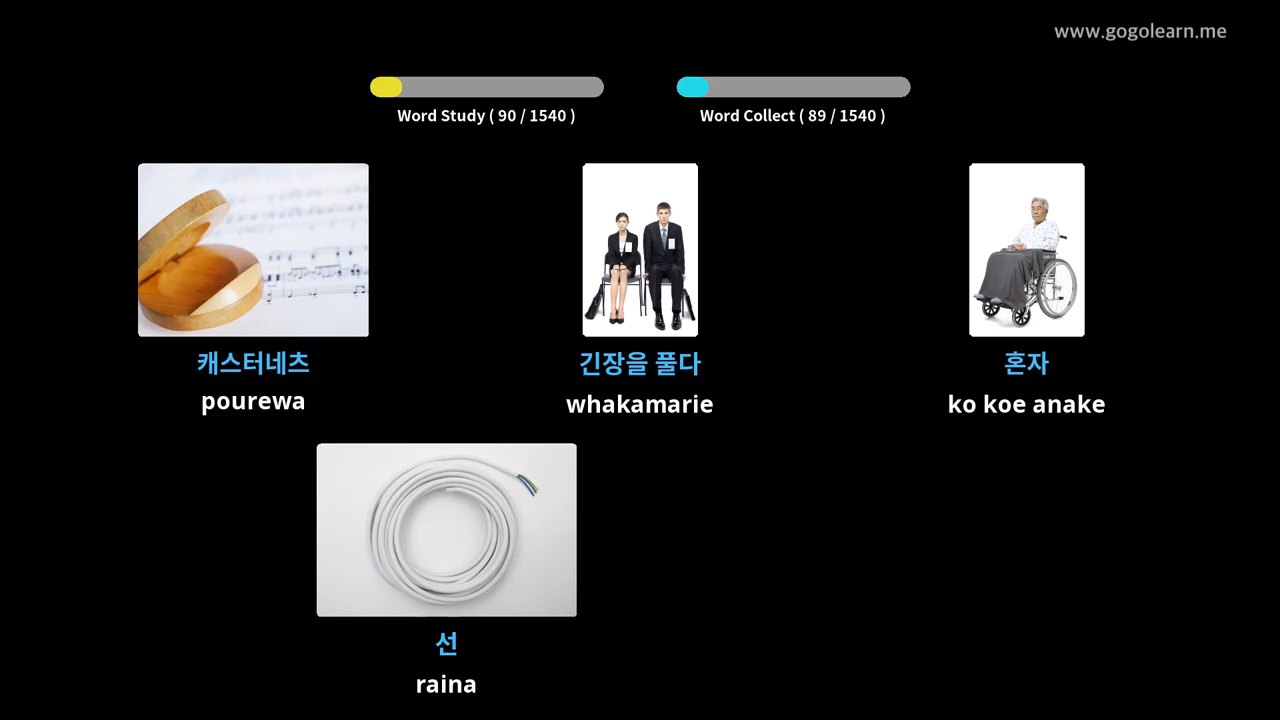 www.gogolearn.me
Word Study ( 90 / 1540 )
Word Collect ( 89 / 1540 )
캐스터네츠
pourewa
긴장을 풀다
whakamarie
혼자
ko koe anake
선
raina